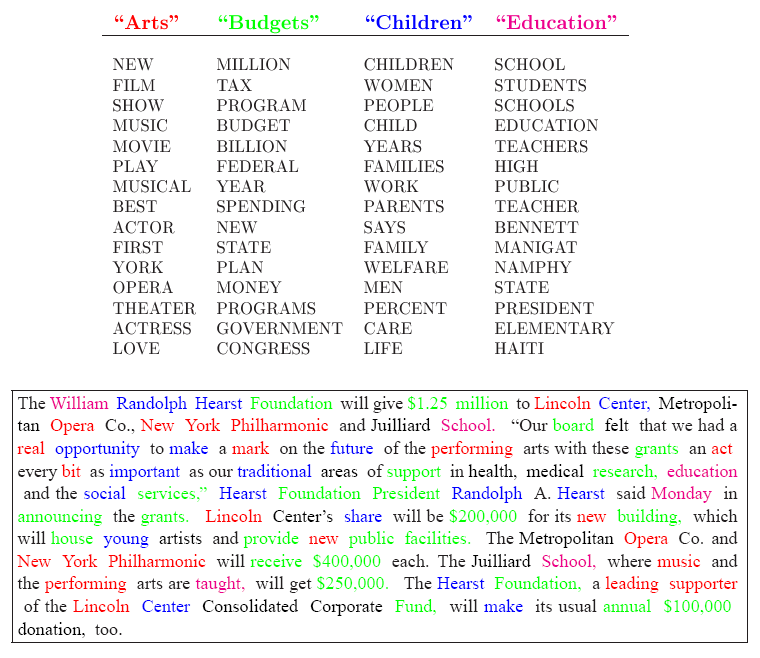 “Arts” “Budgets” “Children” “Education”
NEW MILLION CHILDREN SCHOOL
FILM TAX WOMEN STUDENTS
SHOW PROGRAM PEOPLE SCHOOLS
MUSIC BUDGET CHILD EDUCATION
MOVIE BILLION YEARS TEACHERS
PLAY FEDERAL FAMILIES HIGH
MUSICAL YEAR WORK PUBLIC
BEST SPENDING PARENTS TEACHER
ACTOR NEW SAYS BENNETT
FIRST STATE FAMILY MANIGAT
YORK PLAN WELFARE NAMPHY
OPERA MONEY MEN STATE
THEATER PROGRAMS PERCENT PRESIDENT
ACTRESS GOVERNMENT CARE ELEMENTARY
LOVE CONGRESS LIFE HAITI
The William Randolph Hearst Foundation will give $1.25 million to Lincoln Center, Metropoli-
tan Opera Co., New York Philharmonic and Juilliard School. “Our board felt that we had a
real opportunity to make a mark on the future of the performing arts with these grants an act
every bit as important as our traditional areas of support in health, medical research, education
and the social services,” Hearst Foundation President Randolph A. Hearst said Monday in
announcing the grants. Lincoln Center’s share will be $200,000 for its new building, which
will house young artists and provide new public facilities. The Metropolitan Opera Co. and
New York Philharmonic will receive $400,000 each. The Juilliard School, where music and
the performing arts are taught, will get $250,000. The Hearst Foundation, a leading supporter
of the Lincoln Center Consolidated Corporate Fund, will make its usual annual $100,000
donation, too.